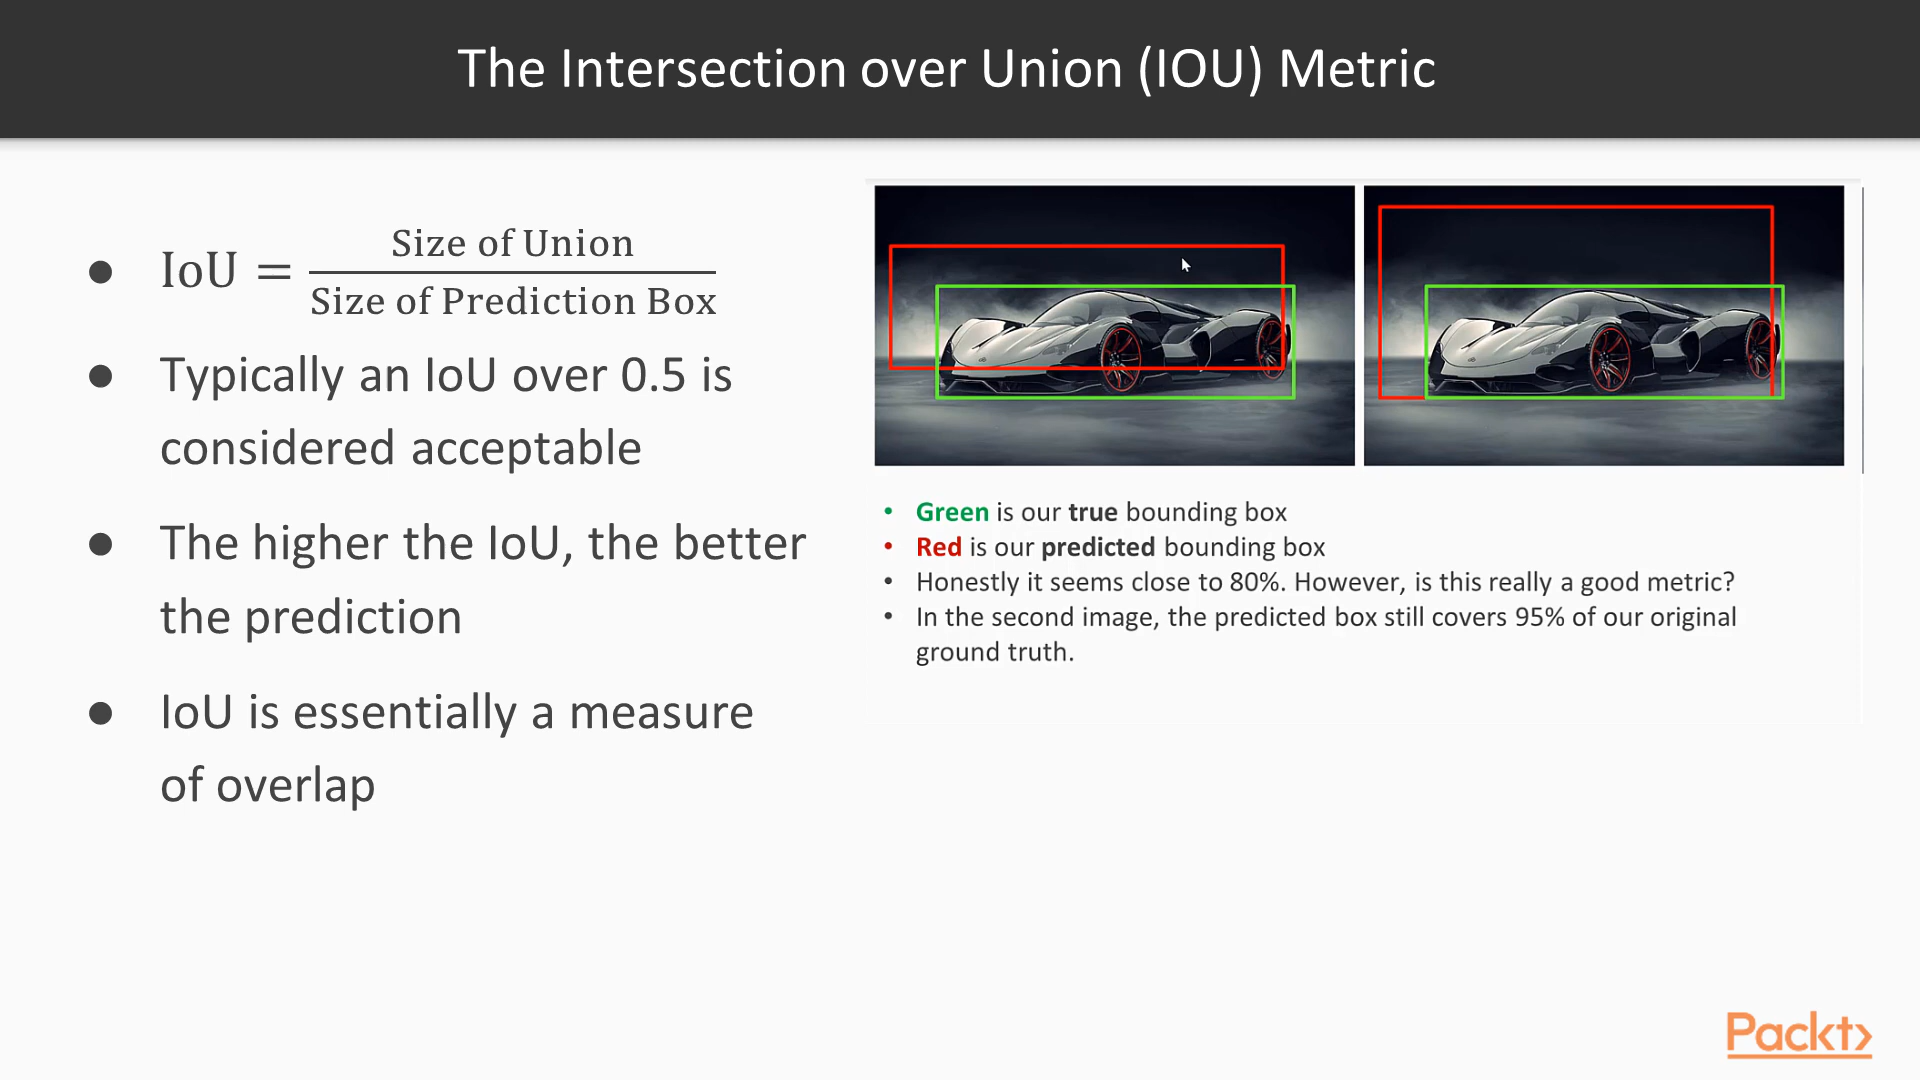 The Intersection over Union (IOU) Metric
● IoU = Size of Union / Size of Prediction Box
● Typically an IoU over 0.5 is
considered acceptable
● The higher the IoU, the better
the prediction
● IoU is essentially a measure
of overlap
• Green is our true bounding box
• Red is our predicted bounding box
• Honestly it seems close to 80%. However, is this really a good metric?
• In the second image, the predicted box still covers 95% of our original
ground truth.
Packt>